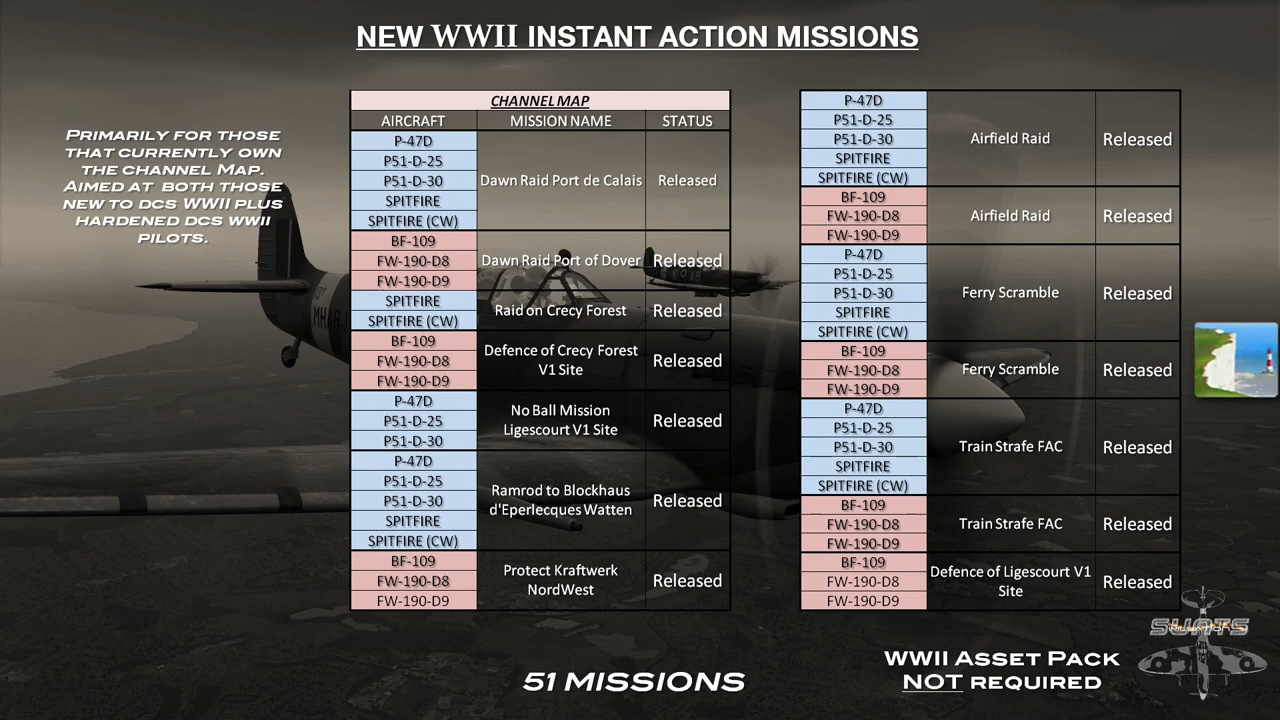 NEW WWII INSTANT ACTION MISSIONS
PRIMARILY FOR THOSE
THAT CURRENTLY OWN
THE CHANNEL MAP.
AIMED AT BOTH THOSE
NEW TO DCS WWII PLUS
HARDENED DCS WWII
PILOTS.
CHANNEL MAP
AIRCRAFT MISSION NAME STATUS
P-47D
P51-D-25
P51-D-30 Dawn Raid Port de Calais Released
SPITFIRE
SPITFIRE (CW)
BF-109
FW-190-D8 Dawn Raid Port of Dover Released
FW-190-D9
SPITFIRE
SPITFIRE (CW)
Raid on Crecy Forest Released
BF-109
FW-190-D8
FW-190-D9
Defence of Crecy Forest
V1 Site
Released
P-47D
P51-D-25
P51-D-30
No Ball Mission
Ligescourt V1 Site
Released
P-47D
P51-D-25
P51-D-30
SPITFIRE
SPITFIRE (CW)
Ramrod to Blockhaus
d'Eperlecques Watten
Released
BF-109
FW-190-D8
FW-190-D9
Protect Kraftwerk
NordWest
Released
P-47D
P51-D-25
P51-D-30 Airfield Raid Released
SPITFIRE
SPITFIRE (CW)
BF-109
FW-190-D8 Airfield Raid Released
FW-190-D9
P-47D
P51-D-25
P51-D-30 Ferry Scramble Released
SPITFIRE
SPITFIRE (CW)
BF-109
FW-190-D8 Ferry Scramble Released
FW-190-D9
P-47D
P51-D-25
P51-D-30 Train Strafe FAC Released
SPITFIRE
SPITFIRE (CW)
BF-109
FW-190-D8 Train Strafe FAC Released
FW-190-D9
BF-109
FW-190-D8
FW-190-D9
Defence of Ligescourt V1
Site
Released
51 MISSIONS
WWII ASSET PACK
NOT REQUIRED